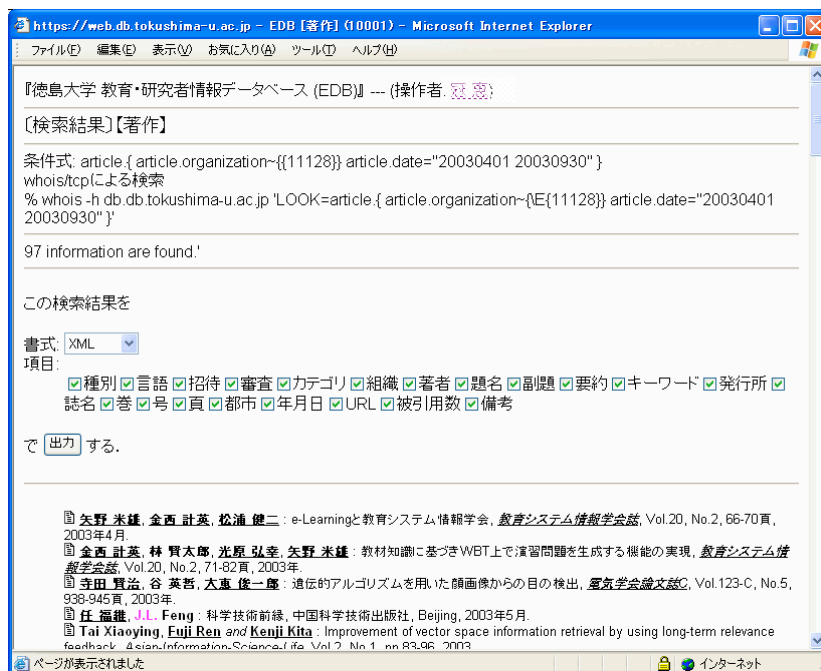 https://web.db.tokushima-u.ac.jp - EDB [著作] (10001) - Microsoft Internet Explorer
ファイル(F) 編集(E) 表示(V) お気に入り(A) ツール(T) ヘルプ(H)
『徳島大学 教育・研究者情報データベース (EDB)』 --- (操作者. )
〔検索結果〕【著作】
条件式: article.{ article.organization~{{11128}} article.date="20030401 20030930" }
whois/tcpによる検索
% whois -h db.db.tokushima-u.ac.jp 'LOOK=article.{ article.organization~{\E{11128}} article.date="20030401
20030930" }'
97 information are found.'
この検索結果を
書式: XML
項目:
種別 言語 招待 審査 カテゴリ 組織 著者 題名 副題 要約 キーワード 発行所
誌名 巻 号 頁 都市 年月日 URL 被引用数 備考
で 出力 する.
矢野 米雄, 金西 計英, 松浦 健二 : e-Learningと教育システム情報学会, 教育システム情報学会誌, Vol.20, No.2, 66-70頁,
2003年4月.
金西 計英, 林 賢太郎, 光原 弘幸, 矢野 米雄 : 教材知識に基づきWBT上で演習問題を生成する機能の実現, 教育システム情
報学会誌, Vol.20, No.2, 71-82頁, 2003年.
寺田 賢治, 谷 英哲, 大恵 俊一郎 : 遺伝的アルゴリズムを用いた顔画像からの目の検出, 電気学会論文誌C, Vol.123-C, No.5,
938-945頁, 2003年.
任 福継, J.L. Feng : 科学技術前縁, 中国科学技術出版社, Beijing, 2003年5月.
Tai Xiaoying, Fuji Ren and Kenji Kita : Improvement of vector space information retrieval by using long-term relevance
feedback, Asian-Information-Science-Life, Vol.2, No.1, pp.83-96, 2003.
ページが表示されました インターネット